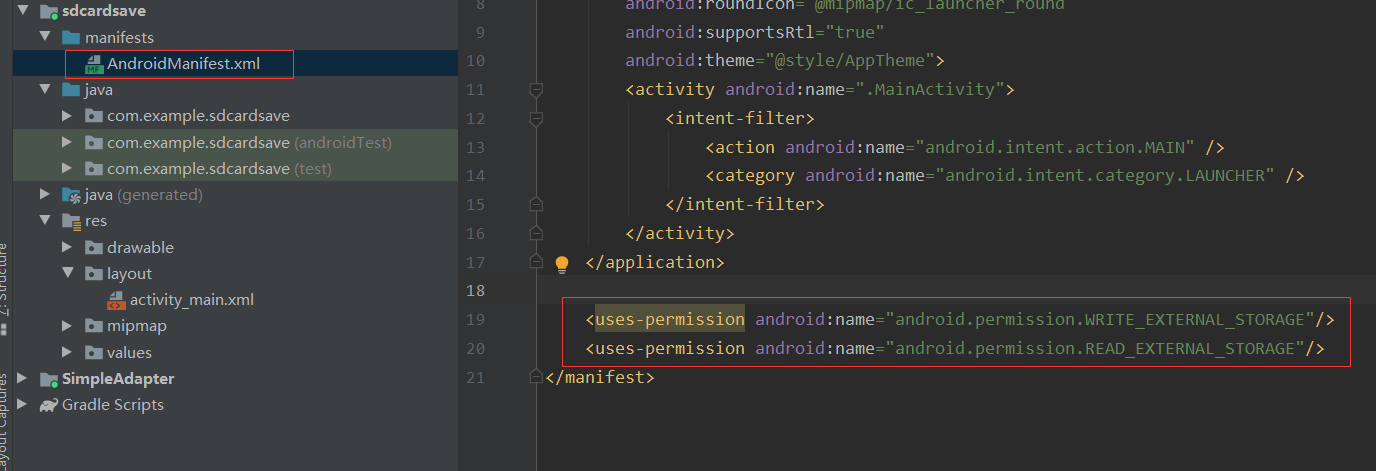 sdcardsave
manifests
AndroidManifest.xml
java
com.example.sdcardsave
com.example.sdcardsave (androidTest)
com.example.sdcardsave (test)
java (generated)
res
drawable
layout
activity_main.xml
mipmap
values
SimpleAdapter
Gradle Scripts
7: Structure
Layout Captures
8 android:roundIcon="@mipmap/ic_launcher_round
9 android:supportsRtl="true"
10 android:theme="@style/AppTheme">
11 <activity android:name=".MainActivity">
12 <intent-filter>
13 <action android:name="android.intent.action.MAIN" />
14 <category android:name="android.intent.category.LAUNCHER" />
15 </intent-filter>
16 </activity>
17 </application>
18
19 <uses-permission android:name="android.permission.WRITE_EXTERNAL_STORAGE"/>
20 <uses-permission android:name="android.permission.READ_EXTERNAL_STORAGE"/>
21 </manifest>